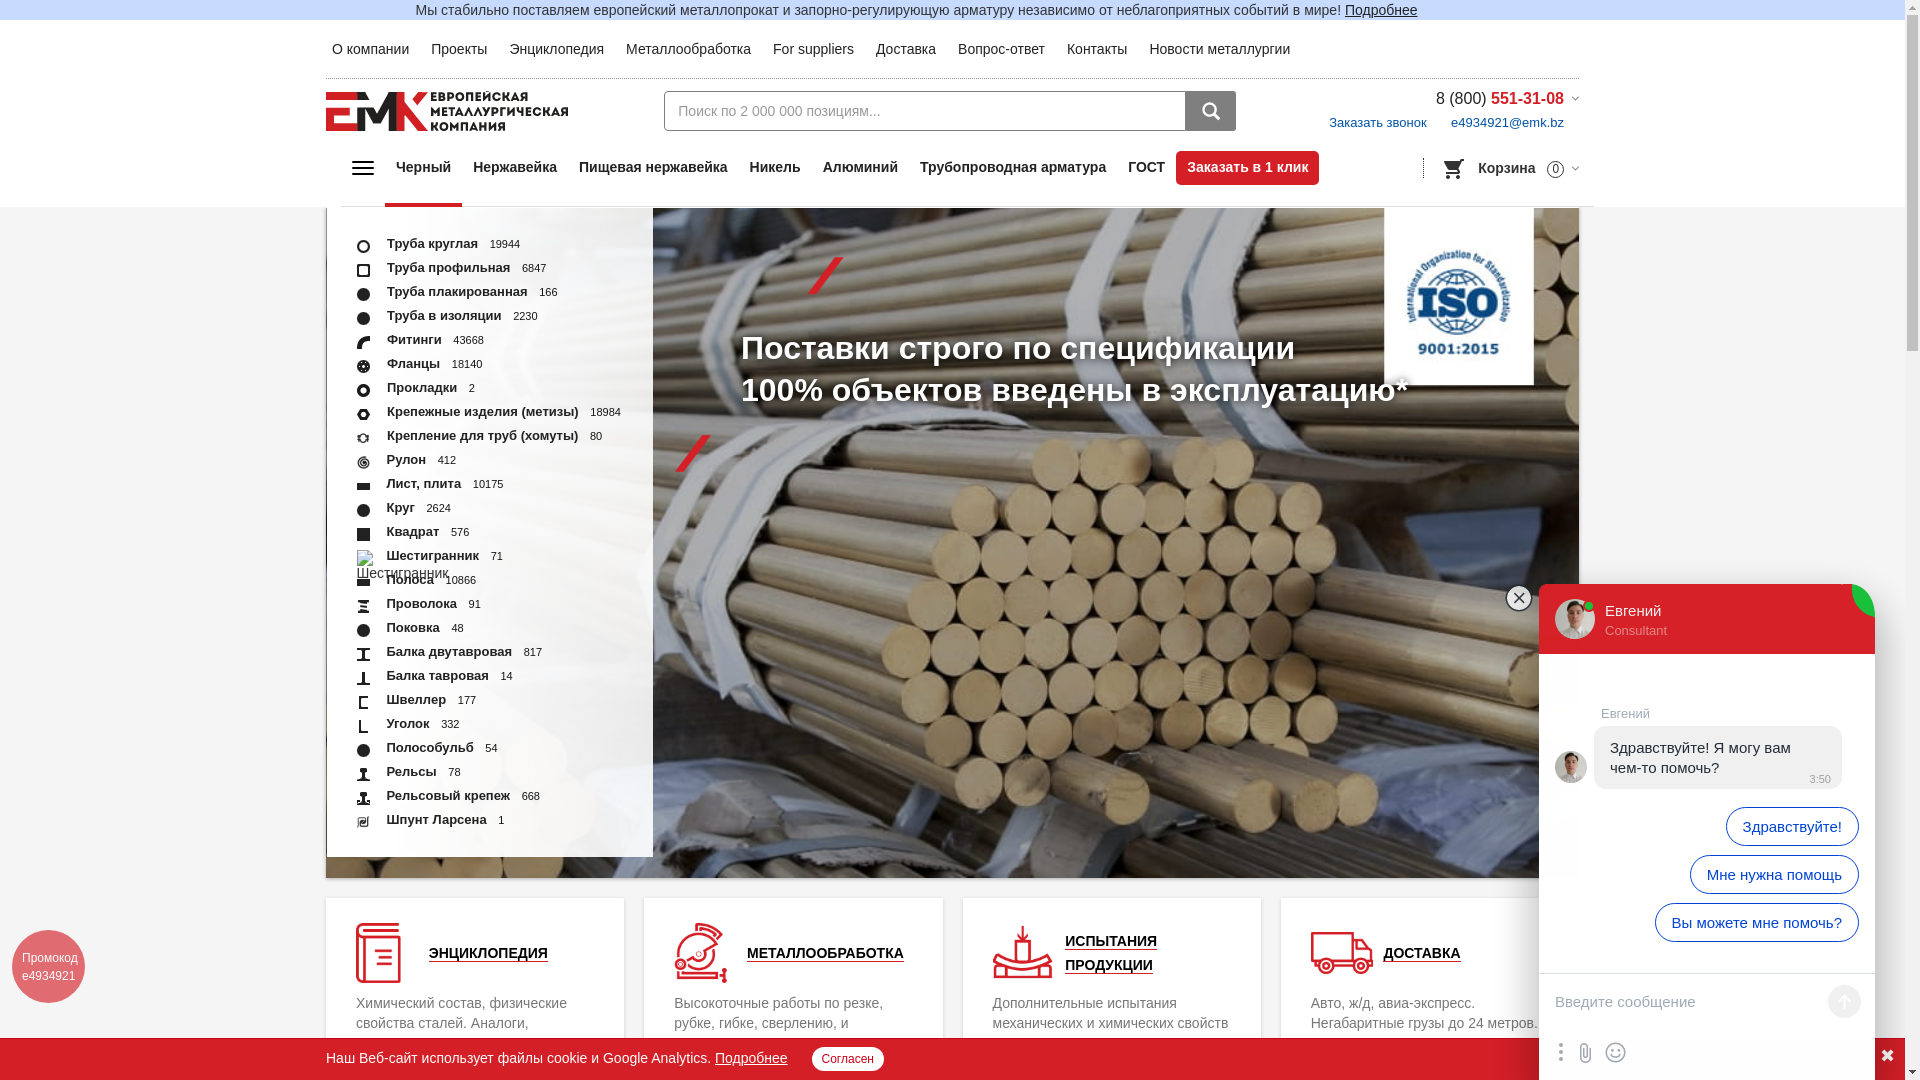 Мы стабильно поставляем европейский металлопрокат и запорно-регулирующую арматуру независимо от неблагоприятных событий в мире! Подробнее
О компании Проекты Энциклопедия Металлообработка For suppliers Доставка Вопрос-ответ Контакты Новости металлургии
ЕМК ЕВРОПЕЙСКАЯ
МЕТАЛЛУРГИЧЕСКАЯ
КОМПАНИЯ
Поиск по 2 000 000 позициям...
8 (800) 551-31-08
Заказать звонок e4934921@emk.bz
Черный Нержавейка Пищевая нержавейка Никель Алюминий Трубопроводная арматура ГОСТ Заказать в 1 клик
Корзина 0
Труба круглая 19944
Труба профильная 6847
Труба плакированная 166
Труба в изоляции 2230
Фитинги 43668
Фланцы 18140
Прокладки 2
Крепежные изделия (метизы) 18984
Крепление для труб (хомуты) 80
Рулон 412
Лист, плита 10175
Круг 2624
Квадрат 576
Шестигранник 71
Шестигранник
Полоса 10866
Проволока 91
Поковка 48
Балка двутавровая 817
Балка тавровая 14
Швеллер 177
Уголок 332
Полособульб 54
Рельсы 78
Рельсовый крепеж 668
Шпунт Ларсена 1
Поставки строго по спецификации
100% объектов введены в эксплуатацию*
International Organization for Standardization
ISO
9001:2015
Евгений
Consultant
Евгений
Здравствуйте! Я могу вам
чем-то помочь?
3:50
Здравствуйте!
Мне нужна помощь
Вы можете мне помочь?
Введите сообщение
Промокод
e4934921
ЭНЦИКЛОПЕДИЯ
Химический состав, физические
свойства сталей. Аналоги,
МЕТАЛЛООБРАБОТКА
Высокоточные работы по резке,
рубке, гибке, сверлению, и
ИСПЫТАНИЯ
ПРОДУКЦИИ
Дополнительные испытания
механических и химических свойств
ДОСТАВКА
Авто, ж/д, авиа-экспресс.
Негабаритные грузы до 24 метров.
Наш Веб-сайт использует файлы cookie и Google Analytics. Подробнее Согласен